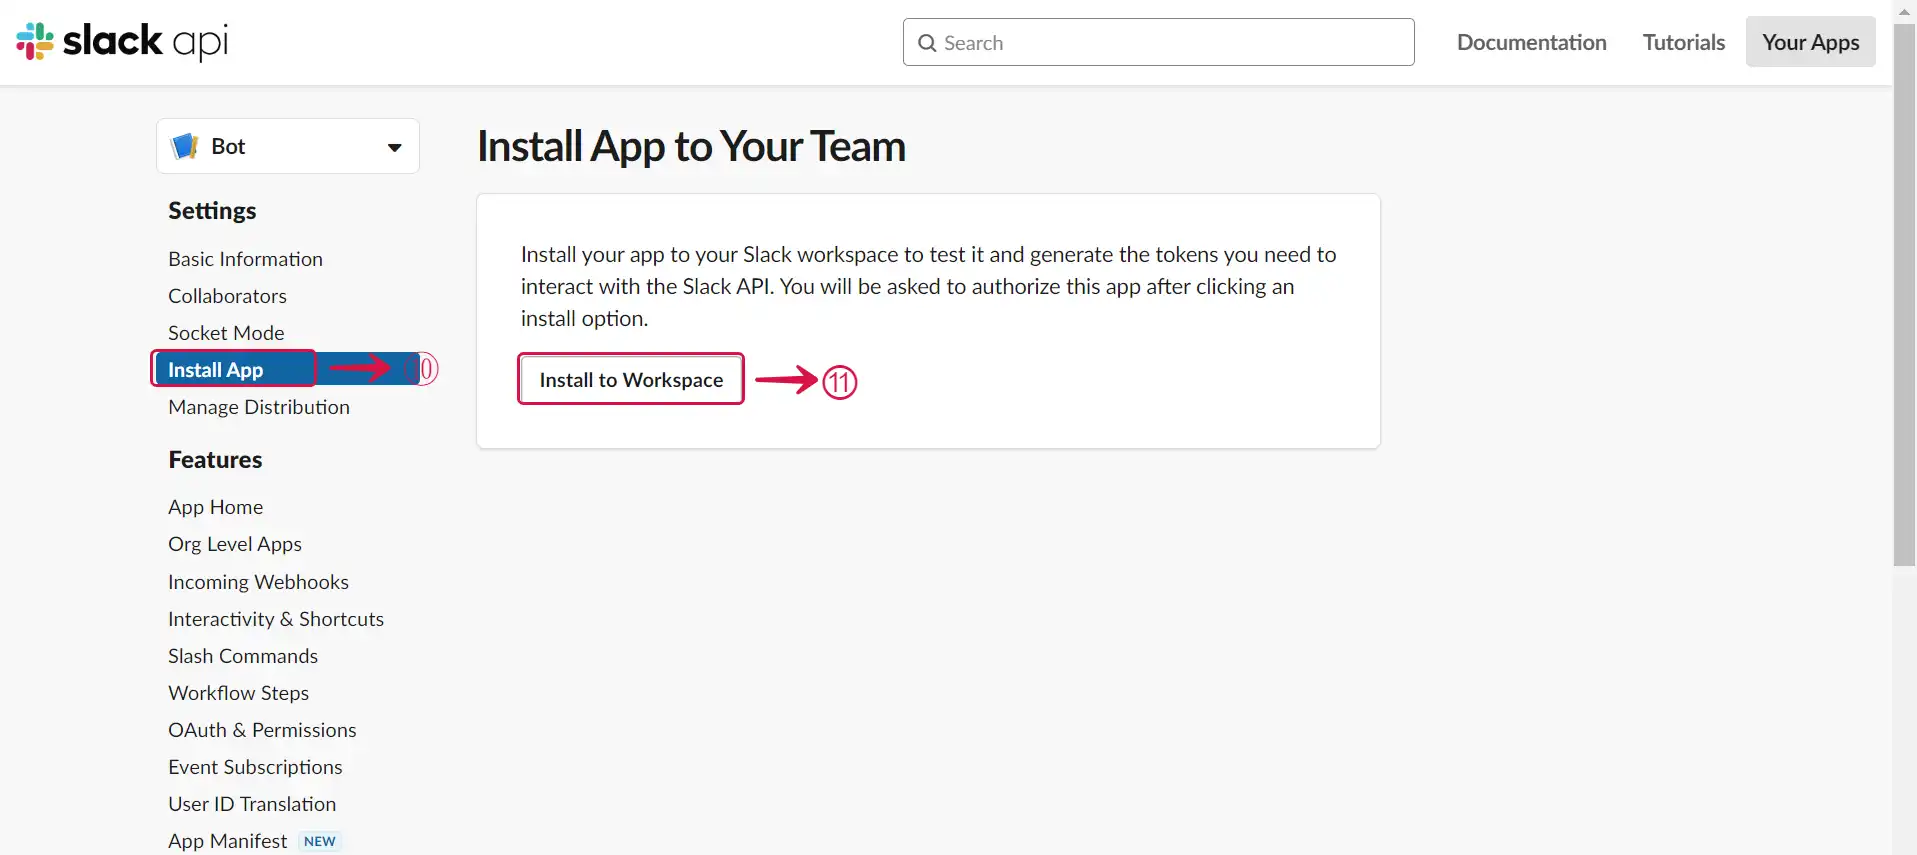 slack api
Search
Documentation
Tutorials
Your Apps
Bot
Install App to Your Team
Settings
Basic Information
Collaborators
Socket Mode
Install App
⑩
Manage Distribution
Install your app to your Slack workspace to test it and generate the tokens you need to
interact with the Slack API. You will be asked to authorize this app after clicking an
install option.
Install to Workspace
⑪
Features
App Home
Org Level Apps
Incoming Webhooks
Interactivity & Shortcuts
Slash Commands
Workflow Steps
OAuth & Permissions
Event Subscriptions
User ID Translation
App Manifest NEW